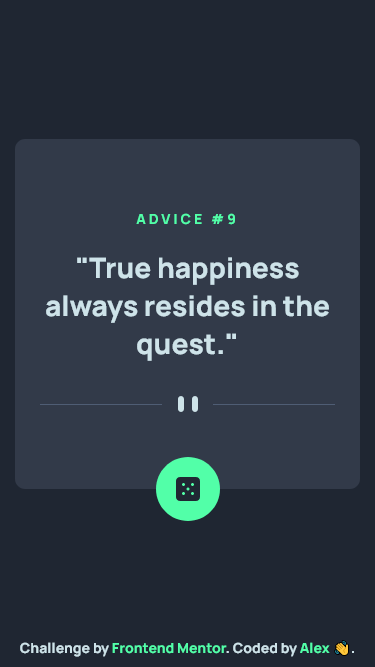 ADVICE #9
"True happiness
always resides in the
quest."
Challenge by Frontend Mentor. Coded by Alex 👋.